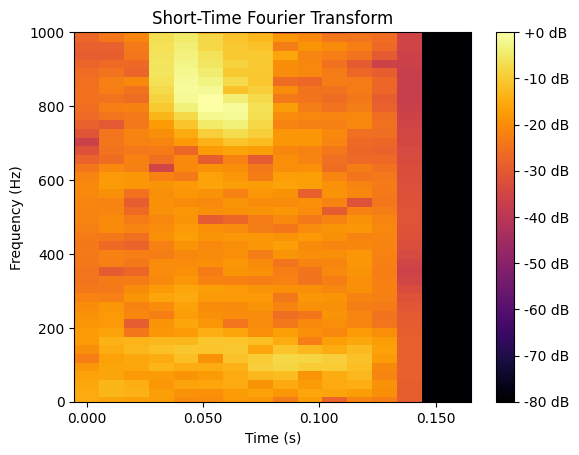 Short-Time Fourier Transform
1000
800
600
400
200
0
Frequency (Hz)
0.000
0.050
0.100
0.150
Time (s)
+0 dB
-10 dB
-20 dB
-30 dB
-40 dB
-50 dB
-60 dB
-70 dB
-80 dB